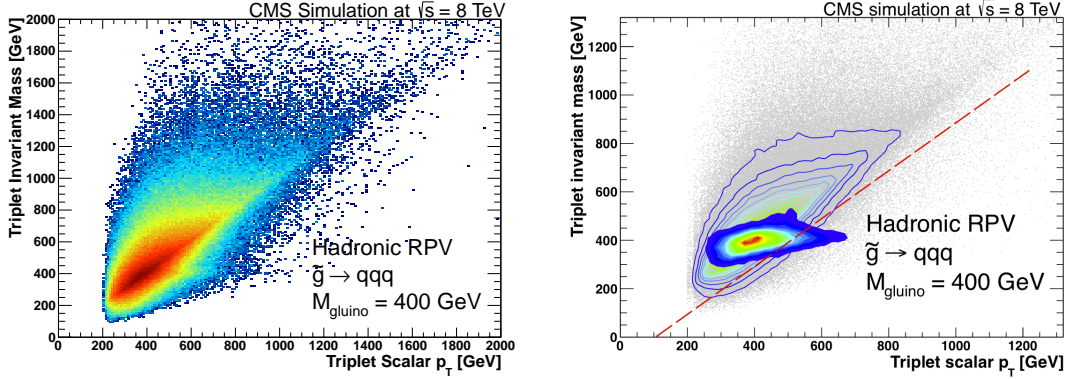 CMS Simulation at √s = 8 TeV
Triplet Invariant Mass [GeV]
2000
1800
1600
1400
1200
1000
800
600
400
200
0
Hadronic RPV
g̃ → qqq
M_gluino = 400 GeV
0 200 400 600 800 1000 1200 1400 1600 1800 2000
Triplet Scalar p_T [GeV]
CMS simulation at √s = 8 TeV
Triplet invariant mass [GeV]
1200
1000
800
600
400
200
0
Hadronic RPV
g̃ → qqq
M_gluino = 400 GeV
0 200 400 600 800 1000 1200
Triplet scalar p_T [GeV]